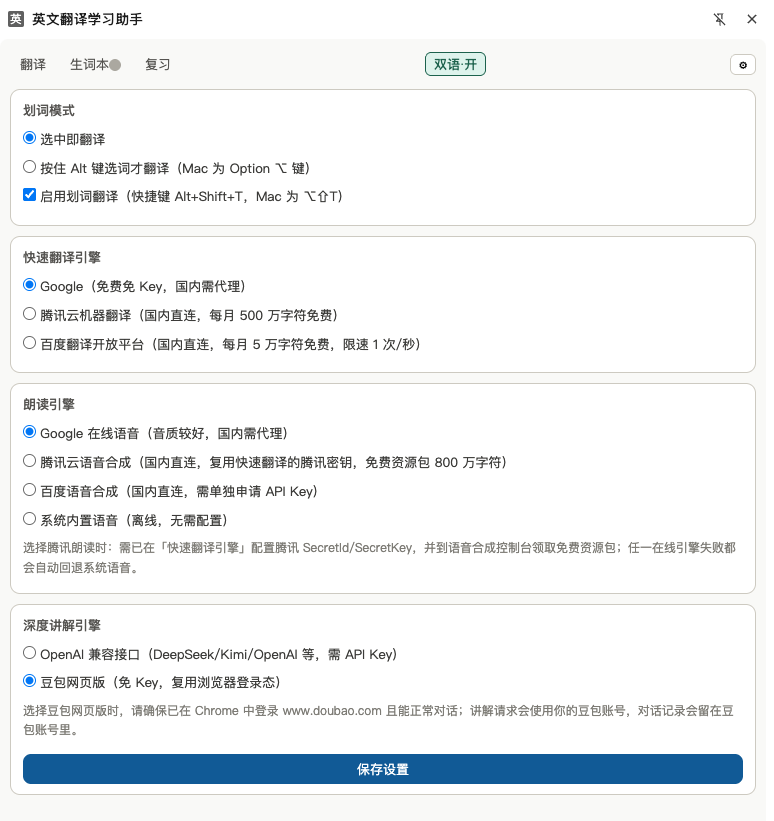 英 英文翻译学习助手
翻译 生词本 复习 双语·开
划词模式
选中即翻译
按住 Alt 键选词才翻译（Mac 为 Option ⌥ 键）
启用划词翻译（快捷键 Alt+Shift+T，Mac 为 ⌥⇧T）
快速翻译引擎
Google（免费免 Key，国内需代理）
腾讯云机器翻译（国内直连，每月 500 万字符免费）
百度翻译开放平台（国内直连，每月 5 万字符免费，限速 1 次/秒）
朗读引擎
Google 在线语音（音质较好，国内需代理）
腾讯云语音合成（国内直连，复用快速翻译的腾讯密钥，免费资源包 800 万字符）
百度语音合成（国内直连，需单独申请 API Key）
系统内置语音（离线，无需配置）
选择腾讯朗读时：需已在「快速翻译引擎」配置腾讯 SecretId/SecretKey，并到语音合成控制台领取免费资源包；任一在线引擎失败都
会自动回退系统语音。
深度讲解引擎
OpenAI 兼容接口（DeepSeek/Kimi/OpenAI 等，需 API Key）
豆包网页版（免 Key，复用浏览器登录态）
选择豆包网页版时，请确保已在 Chrome 中登录 www.doubao.com 且能正常对话；讲解请求会使用你的豆包账号，对话记录会留在豆
包账号里。
保存设置